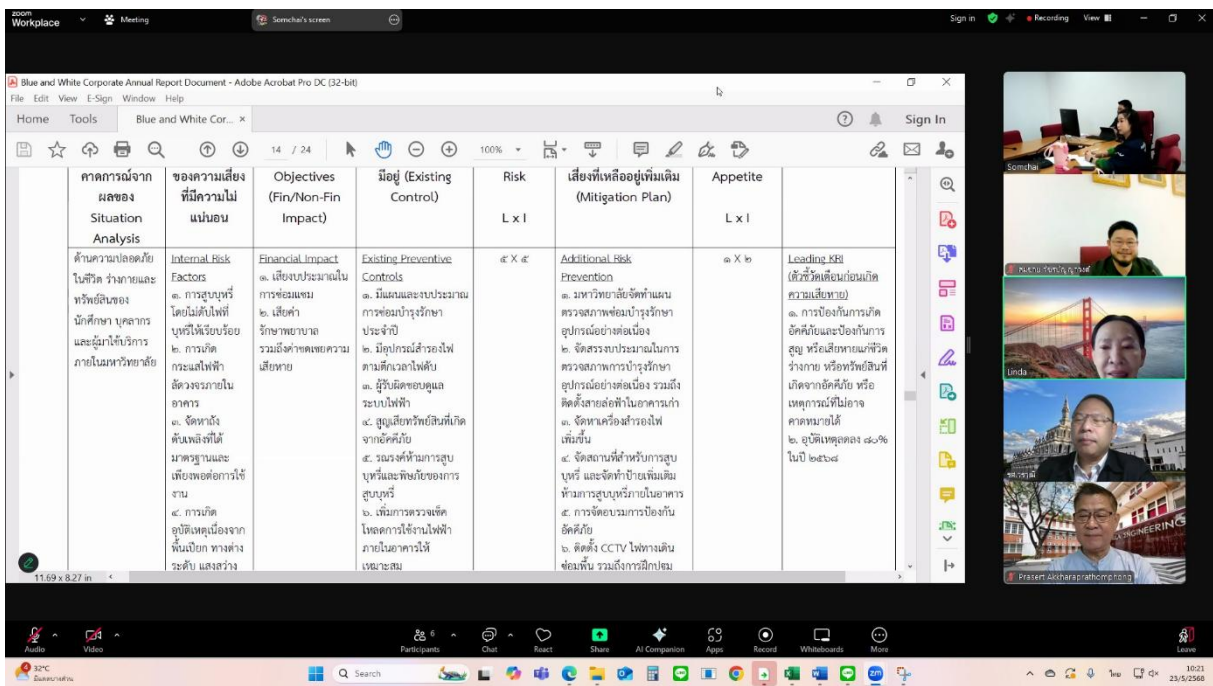 zoom
Workplace
Meeting
Somchai's screen
Sign in
Recording
View
Blue and White Corporate Annual Report Document - Adobe Acrobat Pro DC (32-bit)
File Edit View E-Sign Window Help
Home Tools Blue and White Cor... ×
Sign In
14 / 24
100%
คาดการณ์จาก
ผลของ
Situation
Analysis
ของความเสี่ยง
ที่มีความไม่
แน่นอน
Objectives
(Fin/Non-Fin
Impact)
มีอยู่ (Existing
Control)
Risk
L x I
เสี่ยงที่เหลืออยู่เพิ่มเติม
(Mitigation Plan)
Appetite
L x I
ด้านความปลอดภัย
ในชีวิต ร่างกายและ
ทรัพย์สินของ
นักศึกษา บุคลากร
และผู้มาใช้บริการ
ภายในมหาวิทยาลัย
Internal Risk
Factors
๑. การสูบบุหรี่
โดยไม่ดับไฟที่
บุหรี่ให้เรียบร้อย
๒. การเกิด
กระแสไฟฟ้า
ลัดวงจรภายใน
อาคาร
๓. จัดหาถัง
ดับเพลิงที่ได้
มาตรฐานและ
เพียงพอต่อการใช้
งาน
๔. การเกิด
อุบัติเหตุเนื่องจาก
พื้นเปียก ทางต่าง
ระดับ แสงสว่าง
Financial Impact
๑. เสียงบประมาณใน
การซ่อมแซม
๒. เสียค่า
รักษาพยาบาล
รวมถึงค่าชดเชยความ
เสียหาย
Existing Preventive
Controls
๑. มีแผนและงบประมาณ
การซ่อมบำรุงรักษา
ประจำปี
๒. มีอุปกรณ์สำรองไฟ
ตามตึกเวลาไฟดับ
๓. ผู้รับผิดชอบดูแล
ระบบไฟฟ้า
๔. สูญเสียทรัพย์สินที่เกิด
จากอัคคีภัย
๕. รณรงค์ห้ามการสูบ
บุหรี่และพิษภัยของการ
สูบบุหรี่
๖. เพิ่มการตรวจเช็ค
โหลดการใช้งานไฟฟ้า
ภายในอาคารให้
เหมาะสม
๕ X ๕
Additional Risk
Prevention
๑. มหาวิทยาลัยจัดทำแผน
ตรวจสภาพซ่อมบำรุงรักษา
อุปกรณ์อย่างต่อเนื่อง
๒. จัดสรรงบประมาณในการ
ตรวจสภาพการบำรุงรักษา
อุปกรณ์อย่างต่อเนื่อง รวมถึง
ติดตั้งสายล่อฟ้าในอาคารเก่า
๓. จัดหาเครื่องสำรองไฟ
เพิ่มขึ้น
๔. จัดสถานที่สำหรับการสูบ
บุหรี่ และจัดทำป้ายเพิ่มเติม
ห้ามการสูบบุหรี่ภายในอาคาร
๕. การจัดอบรมการป้องกัน
อัคคีภัย
๖. ติดตั้ง CCTV ไฟทางเดิน
ซ่อมพื้น รวมถึงการฝึกปฐม
๑ X ๒
Leading KRI
(ตัวชี้วัดเตือนก่อนเกิด
ความเสียหาย)
๑. การป้องกันการเกิด
อัคคีภัยและป้องกันการ
สูญ หรือเสียหายแก่ชีวิต
ร่างกาย หรือทรัพย์สินที่
เกิดจากอัคคีภัย หรือ
เหตุการณ์ที่ไม่อาจ
คาดหมายได้
๒. อุบัติเหตุลดลง ๘๐%
ในปี ๒๕๖๘
11.69 x 8.27 in
Somchai
Linda
ENGINEERING
Prasert Akkharaprathomphong
Audio Video Participants 6 Chat React Share AI Companion Apps Record Whiteboards More Leave
32°C
Search
ไทย
10:21
23/5/2568